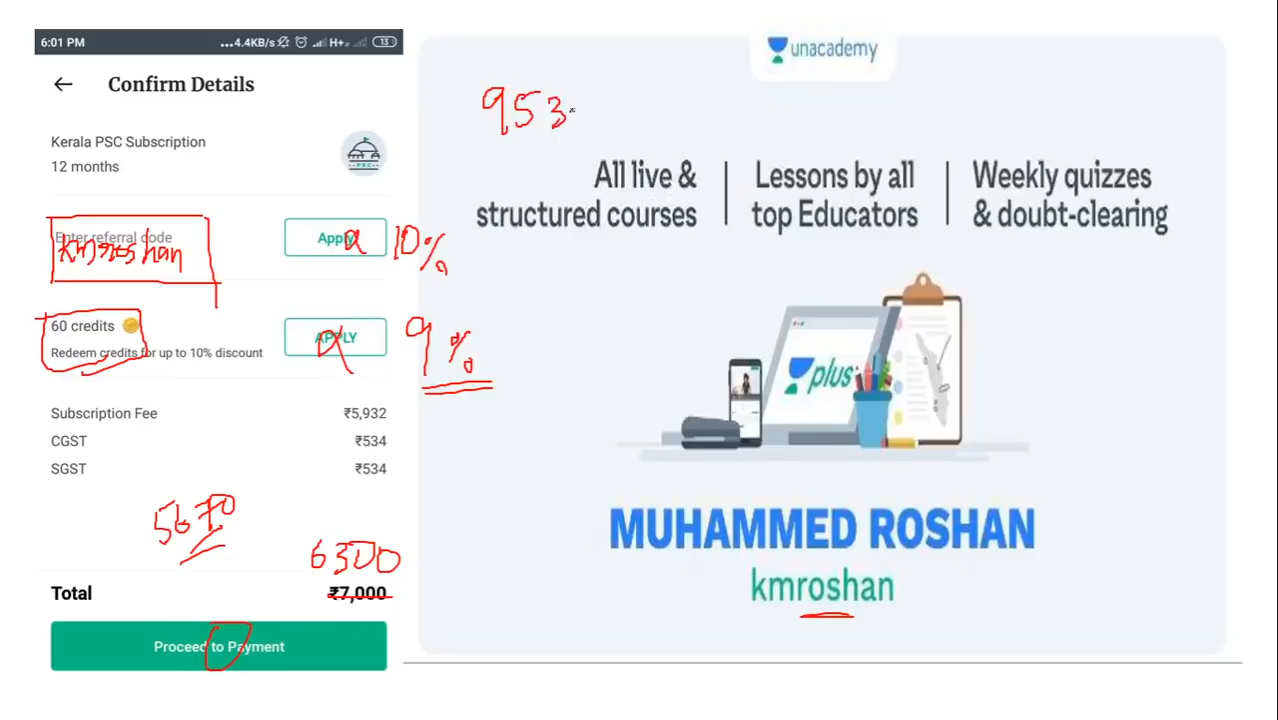 6:01 PM ...4.4KB/s H+ 13
Confirm Details
Kerala PSC Subscription
12 months
PSC
Enter referral code
kmroshan
Apply
a 10%
60 credits
Redeem credits for up to 10% discount
APPLY
a 9%
Subscription Fee ₹5,932
CGST ₹534
SGST ₹534
5670
6300
Total ₹7,000
Proceed to Payment
unacademy
953
All live &
structured courses
Lessons by all
top Educators
Weekly quizzes
& doubt-clearing
plus
MUHAMMED ROSHAN
kmroshan